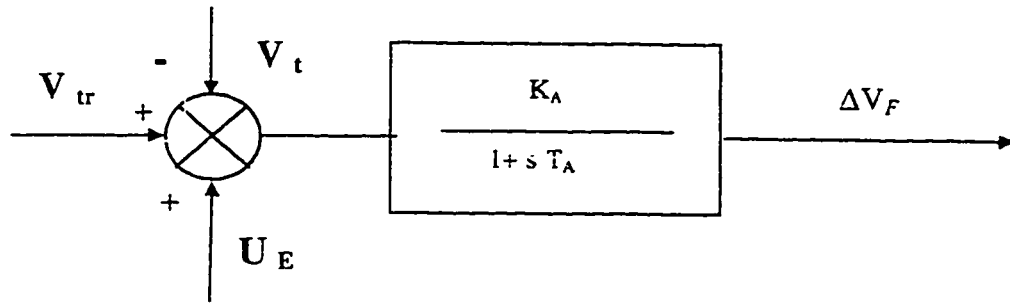 -
V t
V tr
+
K_A
1+ s T_A
ΔV_F
+
U E